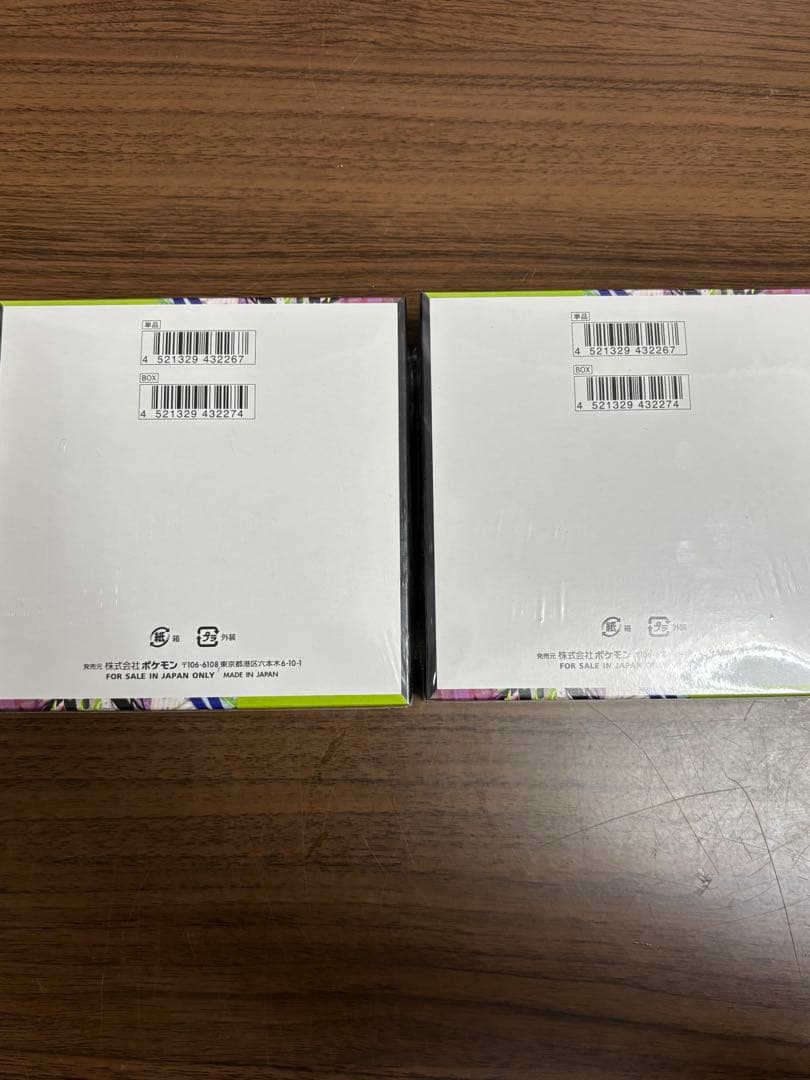 単品
4 521329 432267
BOX
4 521329 432274
紙 箱 プラ 外装
発売元 株式会社ポケモン 〒106-6108 東京都港区六本木6-10-1
FOR SALE IN JAPAN ONLY MADE IN JAPAN
単品
4 521329 432267
BOX
4 521329 432274
紙 箱 プラ 外装
発売元 株式会社ポケモン
FOR SALE IN JAPAN ONLY